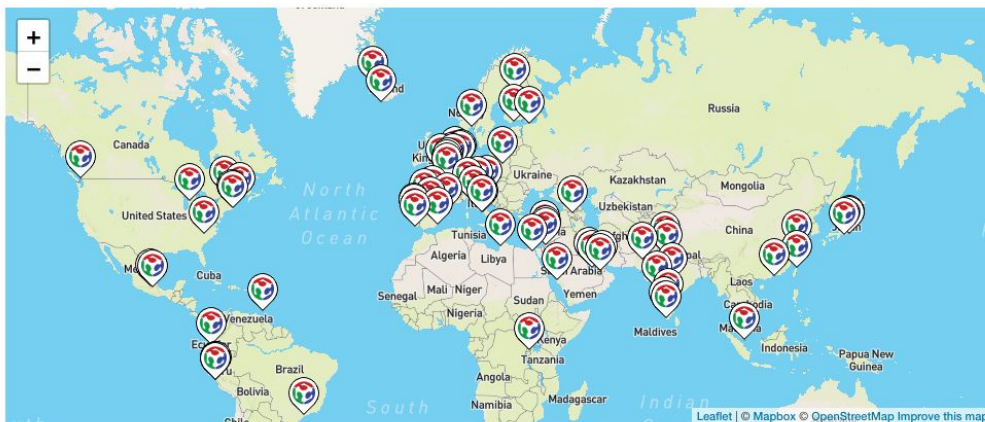 +
−
Russia
Canada
Ukraine
Kazakhstan
Mongolia
North
Atlantic
Ocean
United States
Uzbekistan
China
Tunisia
Algeria
Libya
Cuba
Mali
Niger
Sudan
Yemen
Laos
Senegal
Nigeria
Venezuela
Maldives
Kenya
Indonesia
Tanzania
Papua New
Guinea
Brazil
Angola
Bolivia
Madagascar
Namibia
South
Indian
Leaflet | © Mapbox © OpenStreetMap Improve this map